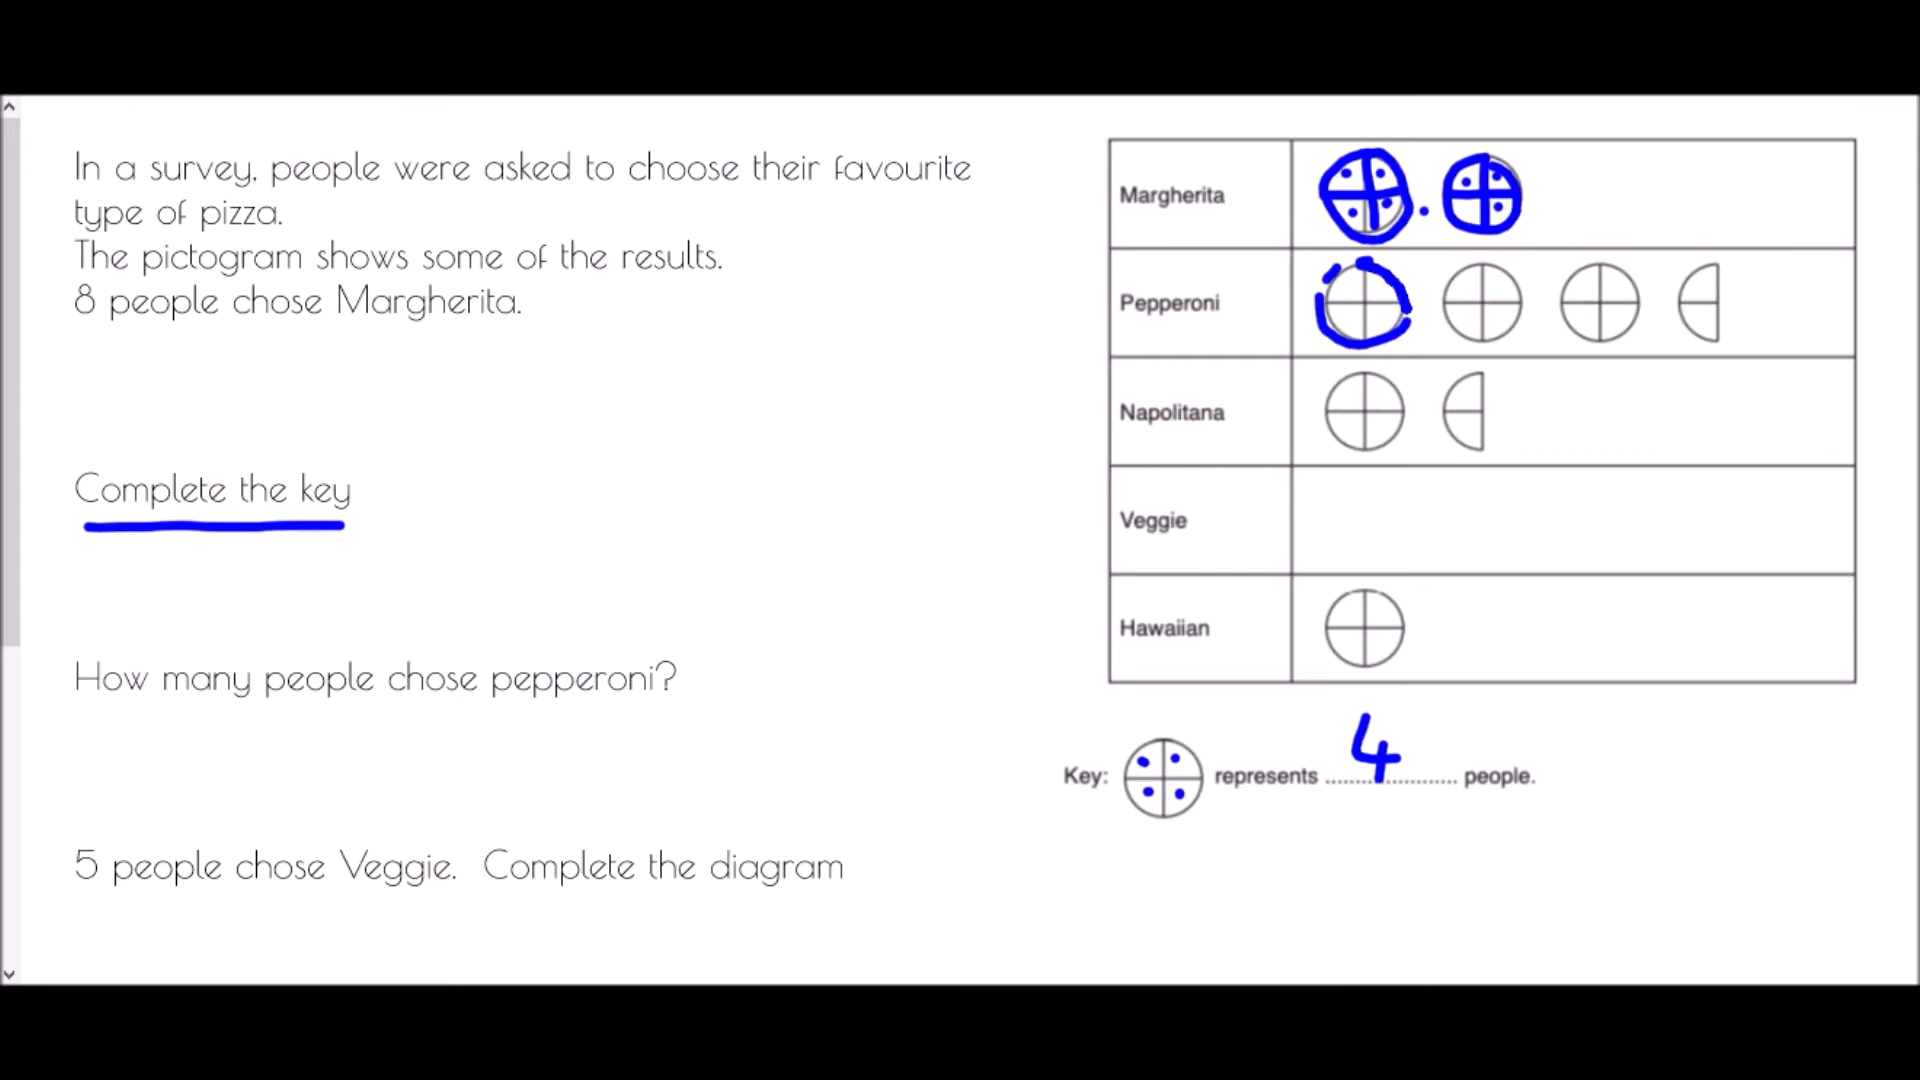 In a survey, people were asked to choose their favourite
type of pizza.
The pictogram shows some of the results.
8 people chose Margherita.
Complete the key
How many people chose pepperoni?
5 people chose Veggie. Complete the diagram
Margherita
Pepperoni
Napolitana
Veggie
Hawaiian
Key: represents ....4.... people.